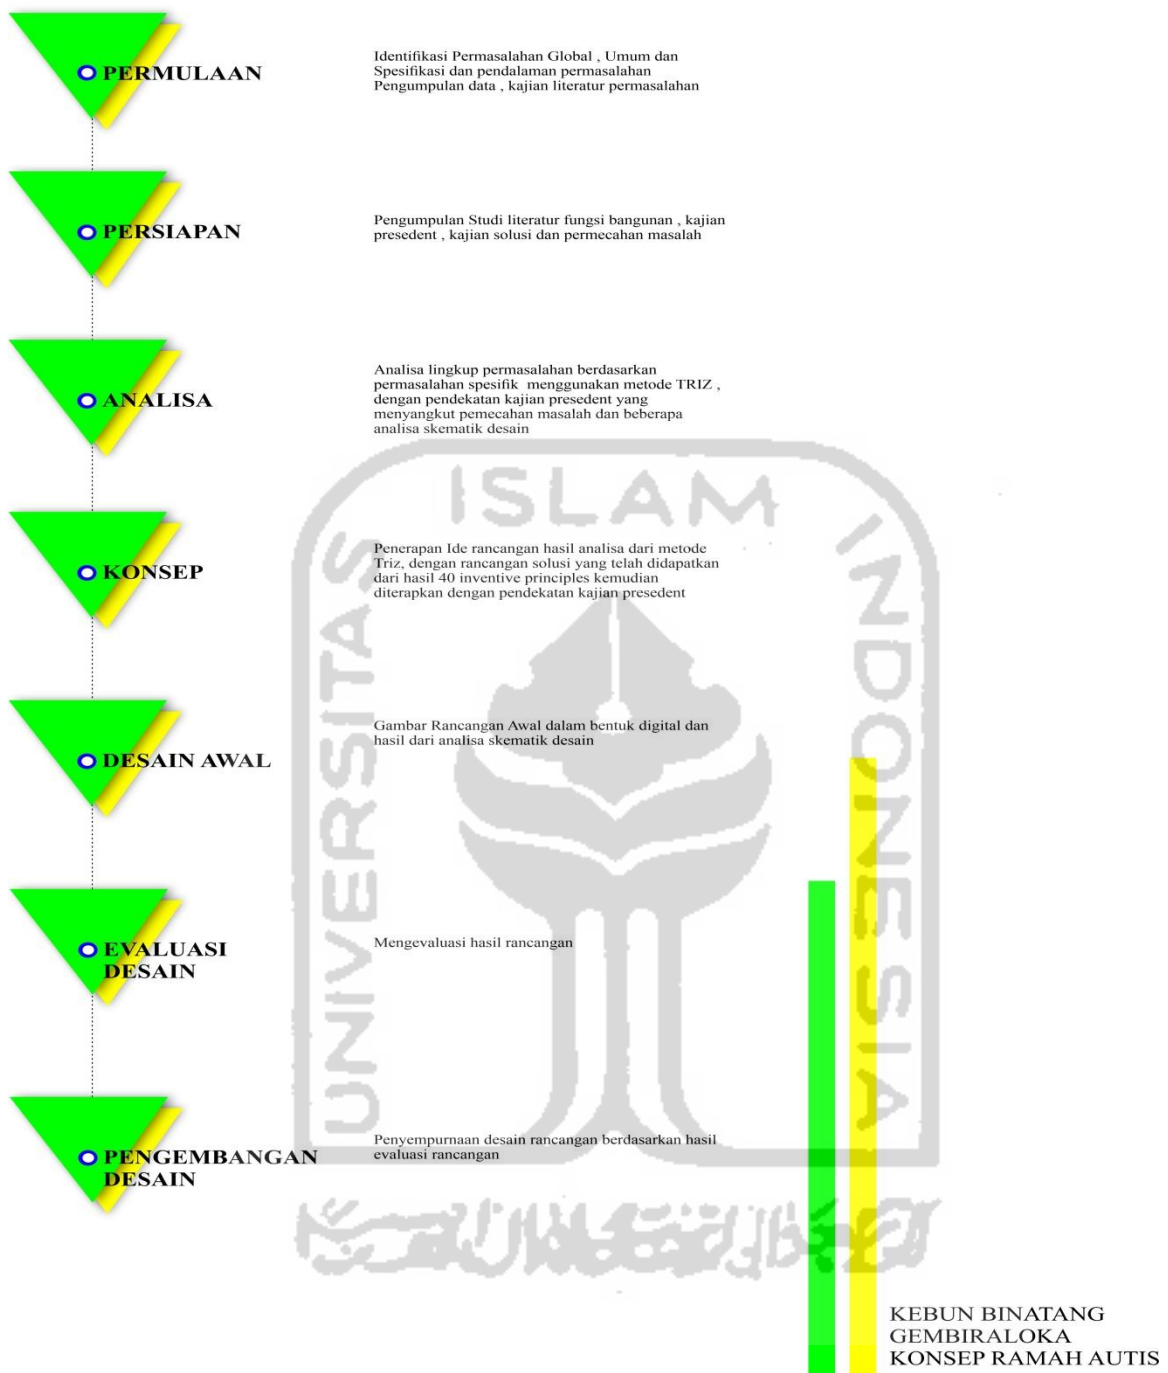 PERMULAAN
Identifikasi Permasalahan Global , Umum dan
Spesifikasi dan pendalaman permasalahan
Pengumpulan data , kajian literatur permasalahan
PERSIAPAN
Pengumpulan Studi literatur fungsi bangunan , kajian
presedent , kajian solusi dan permecahan masalah
ANALISA
Analisa lingkup permasalahan berdasarkan
permasalahan spesifik menggunakan metode TRIZ ,
dengan pendekatan kajian presedent yang
menyangkut pemecahan masalah dan beberapa
analisa skematik desain
KONSEP
Penerapan Ide rancangan hasil analisa dari metode
Triz, dengan rancangan solusi yang telah didapatkan
dari hasil 40 inventive principles kemudian
diterapkan dengan pendekatan kajian presedent
DESAIN AWAL
Gambar Rancangan Awal dalam bentuk digital dan
hasil dari analisa skematik desain
EVALUASI
DESAIN
Mengevaluasi hasil rancangan
PENGEMBANGAN
DESAIN
Penyempurnaan desain rancangan berdasarkan hasil
evaluasi rancangan
UNIVERSITAS
ISLAM
INDONESIA
KEBUN BINATANG
GEMBIRALOKA
KONSEP RAMAH AUTIS